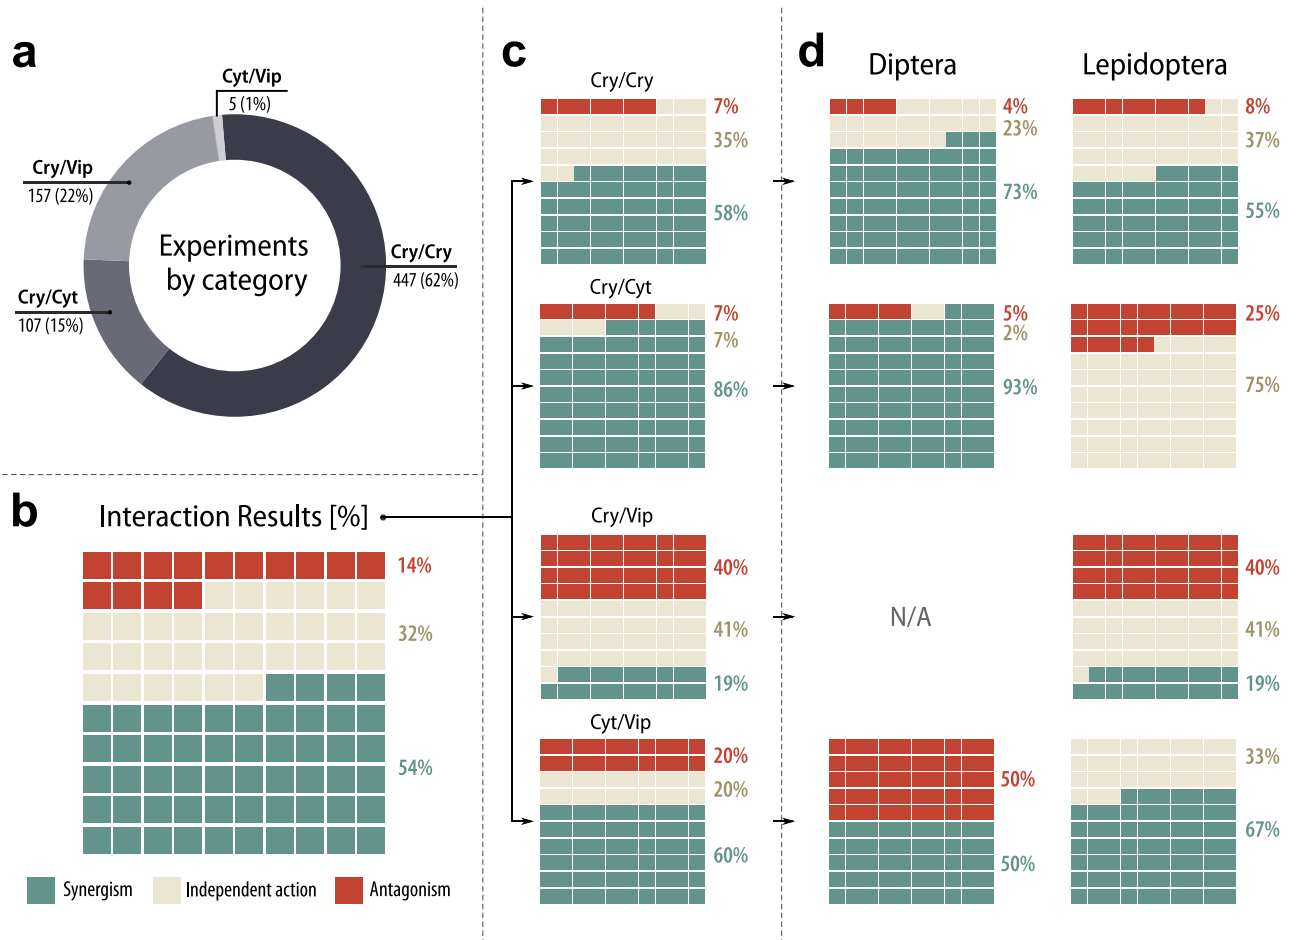 a
Cyt/Vip
5 (1%)
Cry/Vip
157 (22%)
Experiments
by category
Cry/Cry
447 (62%)
Cry/Cyt
107 (15%)
b
Interaction Results [%]
14%
32%
54%
Synergism
Independent action
Antagonism
c
Cry/Cry
7%
35%
58%
Cry/Cyt
7%
7%
86%
Cry/Vip
40%
41%
19%
Cyt/Vip
20%
20%
60%
d
Diptera
Lepidoptera
4%
23%
73%
8%
37%
55%
5%
2%
93%
25%
75%
N/A
40%
41%
19%
50%
50%
33%
67%